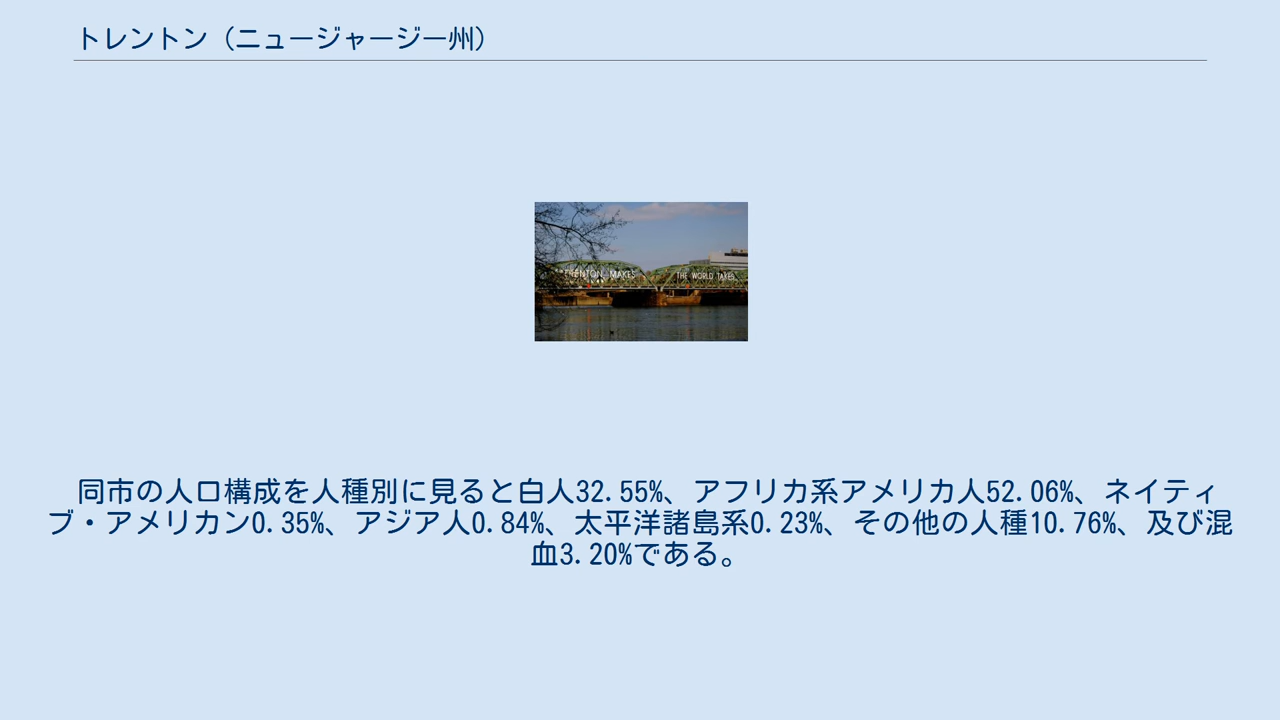 トレントン（ニュージャージー州）
TRENTON MAKES THE WORLD TAKES
同市の人口構成を人種別に見ると白人32.55%、アフリカ系アメリカ人52.06%、ネイティ
ブ・アメリカン0.35%、アジア人0.84%、太平洋諸島系0.23%、その他の人種10.76%、及び混
血3.20%である。